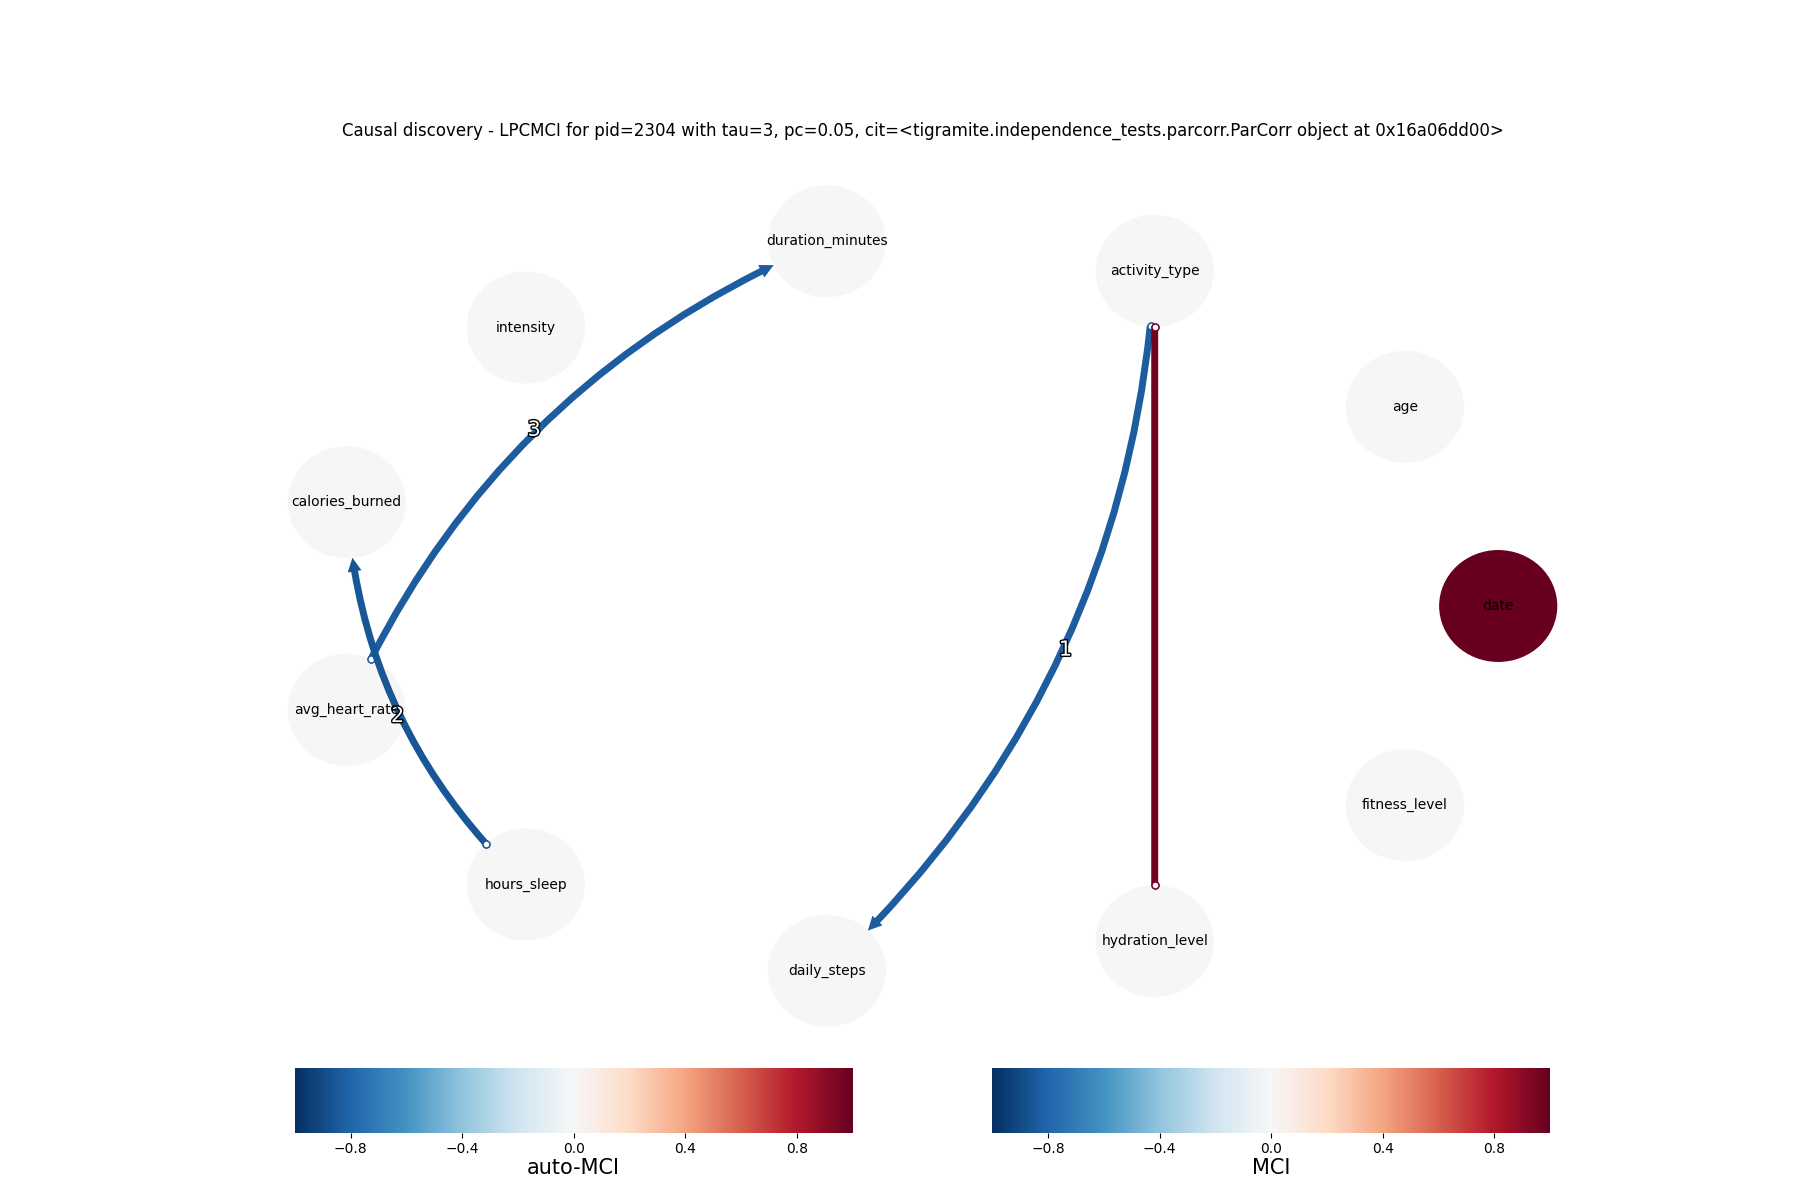 Causal discovery - LPCMCI for pid=2304 with tau=3, pc=0.05, cit=<tigramite.independence_tests.parcorr.ParCorr object at 0x16a06dd00>
duration_minutes
activity_type
intensity
age
3
calories_burned
date
1
avg_heart_rate
2
fitness_level
hours_sleep
hydration_level
daily_steps
−0.8 −0.4 0.0 0.4 0.8
auto-MCI
−0.8 −0.4 0.0 0.4 0.8
MCI